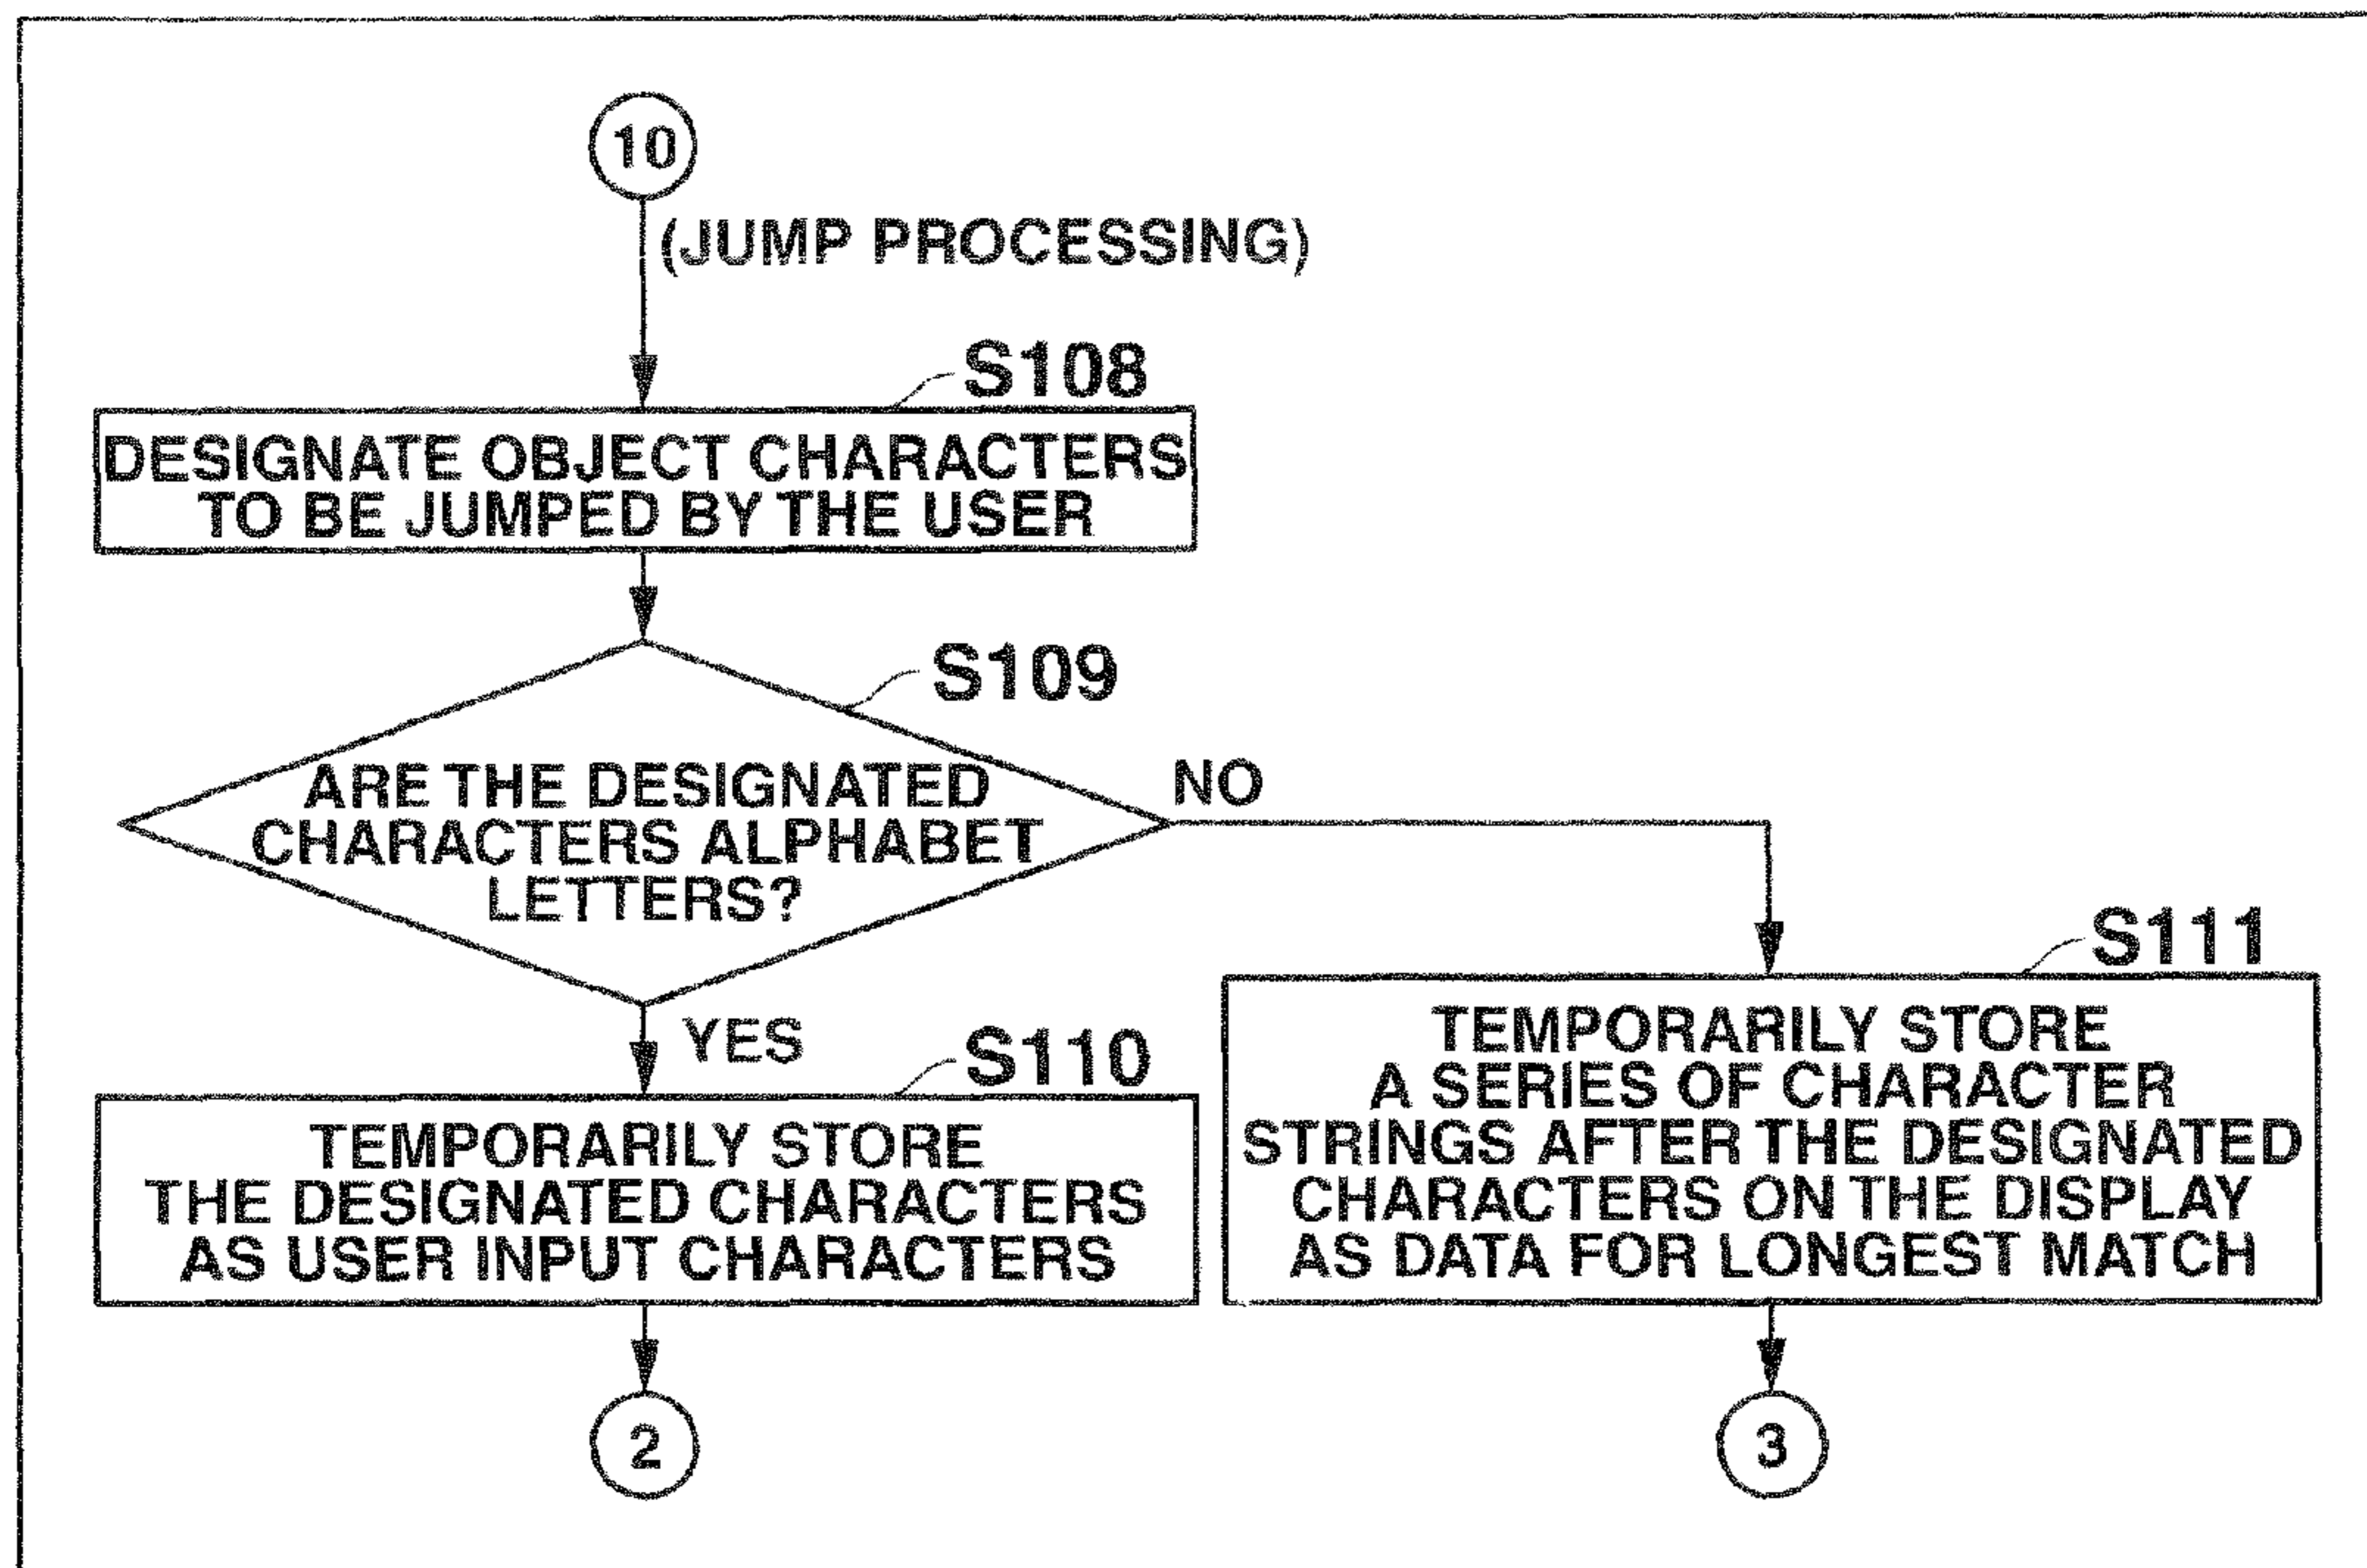 10
(JUMP PROCESSING)
S108
DESIGNATE OBJECT CHARACTERS
TO BE JUMPED BY THE USER
S109
ARE THE DESIGNATED
CHARACTERS ALPHABET
LETTERS?
NO
YES
S110
TEMPORARILY STORE
THE DESIGNATED CHARACTERS
AS USER INPUT CHARACTERS
S111
TEMPORARILY STORE
A SERIES OF CHARACTER
STRINGS AFTER THE DESIGNATED
CHARACTERS ON THE DISPLAY
AS DATA FOR LONGEST MATCH
2
3